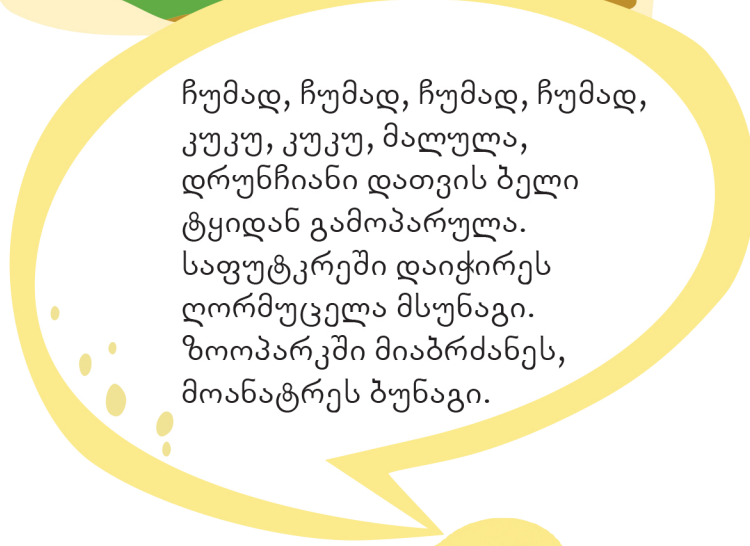 ჩუმად, ჩუმად, ჩუმად, ჩუმად,
კუკუ, კუკუ, მალულა,
დრუნჩიანი დათვის ბელი
ტყიდან გამოპარულა.
საფუტკრეში დაიჭირეს
ღორმუცელა მსუნაგი.
ზოოპარკში მიაბრძანეს,
მოანატრეს ბუნაგი.